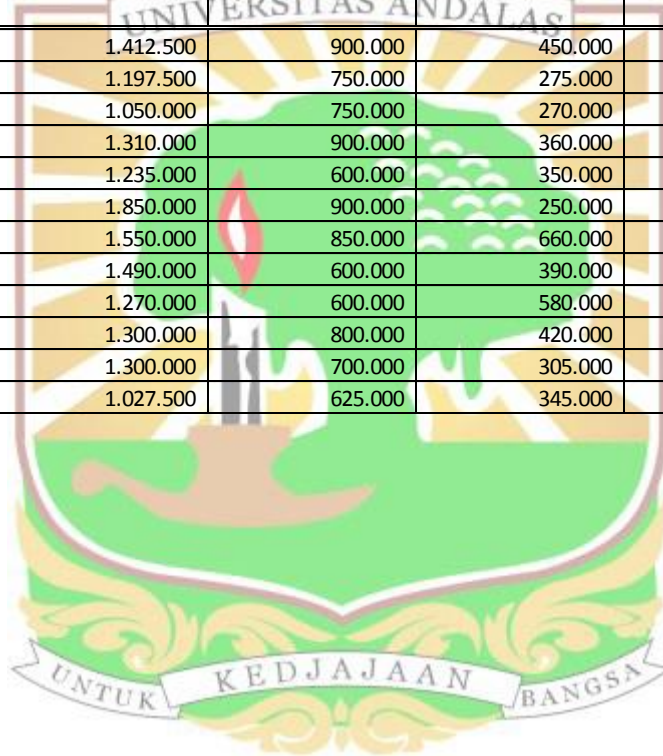 UNIVERSITAS ANDALAS
1.412.500 900.000 450.000
1.197.500 750.000 275.000
1.050.000 750.000 270.000
1.310.000 900.000 360.000
1.235.000 600.000 350.000
1.850.000 900.000 250.000
1.550.000 850.000 660.000
1.490.000 600.000 390.000
1.270.000 600.000 580.000
1.300.000 800.000 420.000
1.300.000 700.000 305.000
1.027.500 625.000 345.000
UNTUK KEDJAJAAN BANGSA